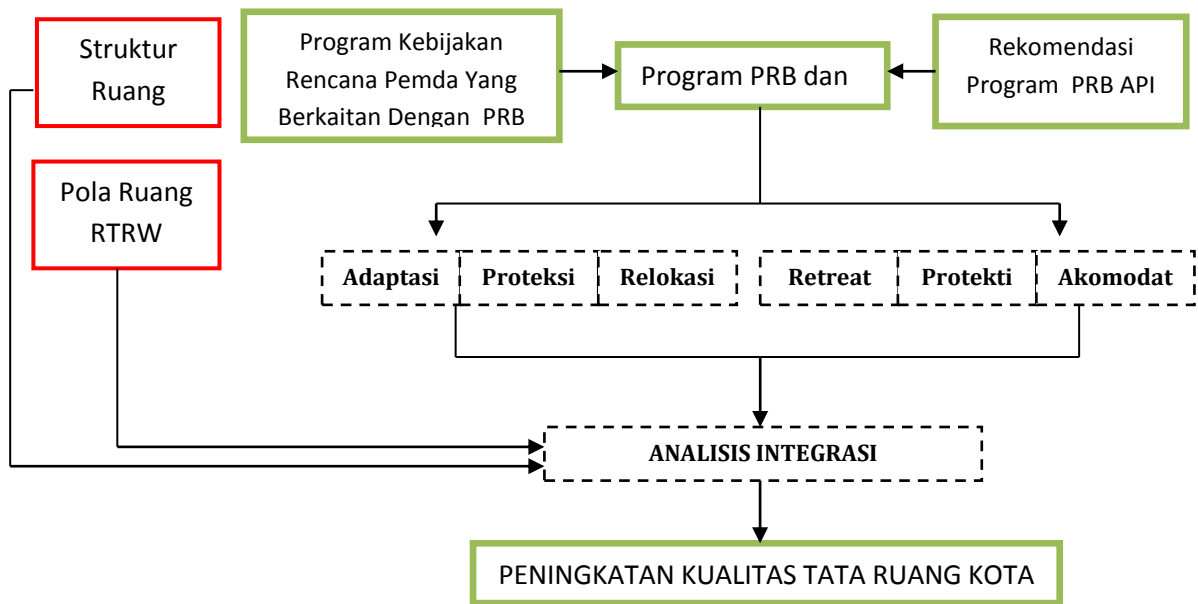 Struktur
Ruang
Program Kebijakan
Rencana Pemda Yang
Berkaitan Dengan PRB
Program PRB dan
Rekomendasi
Program PRB API
Pola Ruang
RTRW
Adaptasi
Proteksi
Relokasi
Retreat
Protekti
Akomodat
ANALISIS INTEGRASI
PENINGKATAN KUALITAS TATA RUANG KOTA